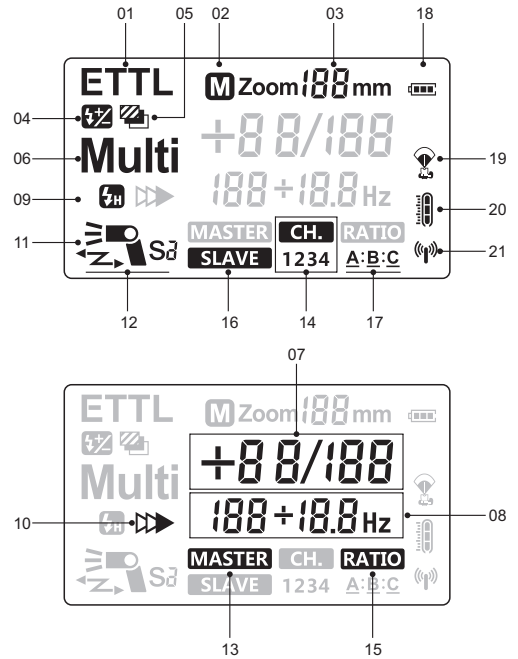 01 05 02 03 18
ETTL M Zoom 188 mm
04
+88/188
06 Multi
19
09 H 188÷18.8 Hz
20
11 MASTER CH. RATIO
Z Sd SLAVE 1234 A:B:C 21
12 16 14 17
07
ETTL M Zoom 188 mm
+88/188
Multi
10 H 188÷18.8 Hz 08
MASTER CH. RATIO
Z Sd SLAVE 1234 A:B:C
13 15